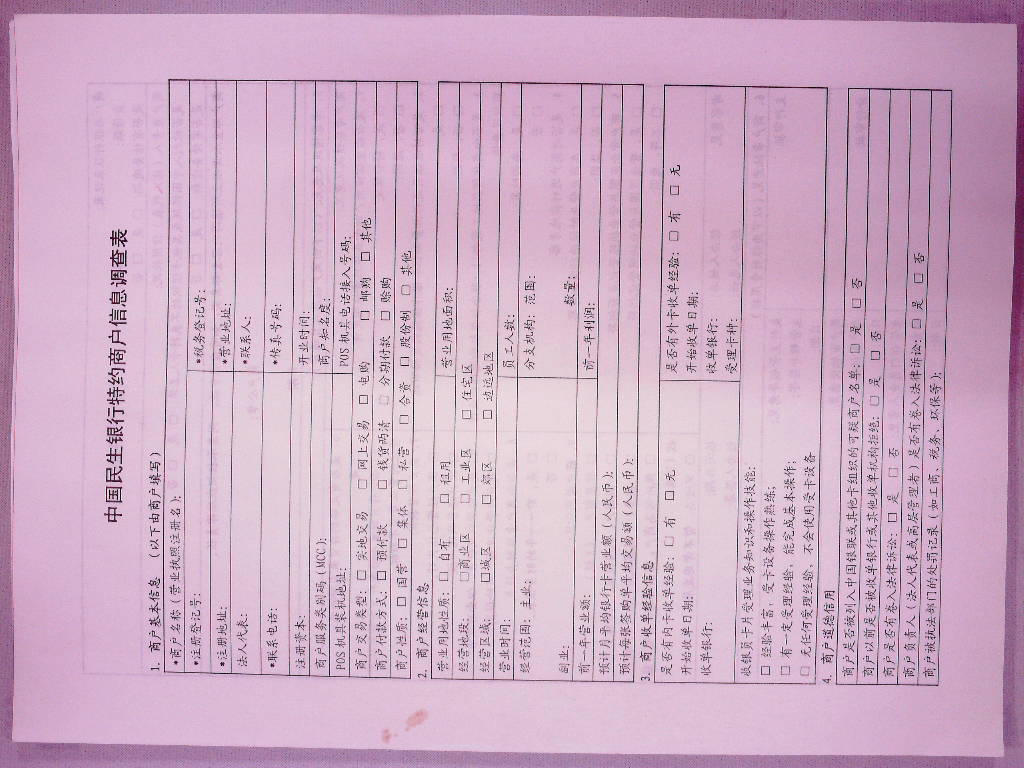 中国民生银行特约商户信息调查表
1. 商户基本信息 (以下由商户填写)
*商户名称（营业执照注册名）:
*注册登记号: *税务登记号:
*注册地址: *营业地址:
法人代表: *联系人:
*联系电话: *传真号码:
注册资本: 开业时间:
商户服务类别码（MCC）: 商户知名度:
POS 机具装机地址: POS 机具电话接入号码:
商户交易类型: □ 实地交易 □ 网上交易 □ 电购 □ 邮购 □ 其他
商户付款方式: □ 预付款 □ 钱货两清 □ 分期付款 □ 赊购
商户性质: □ 国营 □ 集体 □ 私营 □ 合资 □ 股份制 □ 其他
2. 商户经营信息
营业用地性质: □ 自有 □ 租用 营业用地面积:
经营地段: □商业区 □ 工业区 □ 住宅区
经营区域: □城区 □ 郊区 □ 边远地区
营业时间: 员工人数:
经营范围: 主业: 分支机构: 范围:
副业: 数量:
前一年营业额: 前一年利润:
预计月平均银行卡营业额（人民币）:
预计每张签购单平均交易额（人民币）:
3. 商户收单经验信息
是否有内卡收单经验: □ 有 □ 无 是否有外卡收单经验: □ 有 □ 无
开始收单日期: 开始收单日期:
收单银行: 收单银行:
受理卡种:
收银员卡片受理业务知识和操作技能:
□ 经验丰富，受卡设备操作熟练;
□ 有一定受理经验，能完成基本操作;
□ 无任何受理经验，不会使用受卡设备
4. 商户道德信用
商户是否被列入中国银联或其他卡组织的可疑商户名单: □ 是 □ 否
商户以前是否被收单银行或其他收单机构拒绝: □ 是 □ 否
商户是否有卷入法律诉讼: □ 是 □ 否
商户负责人（法人代表或高层管理者）是否有卷入法律诉讼: □ 是 □ 否
商户被执法部门的处罚记录（如工商、税务、环保等）: